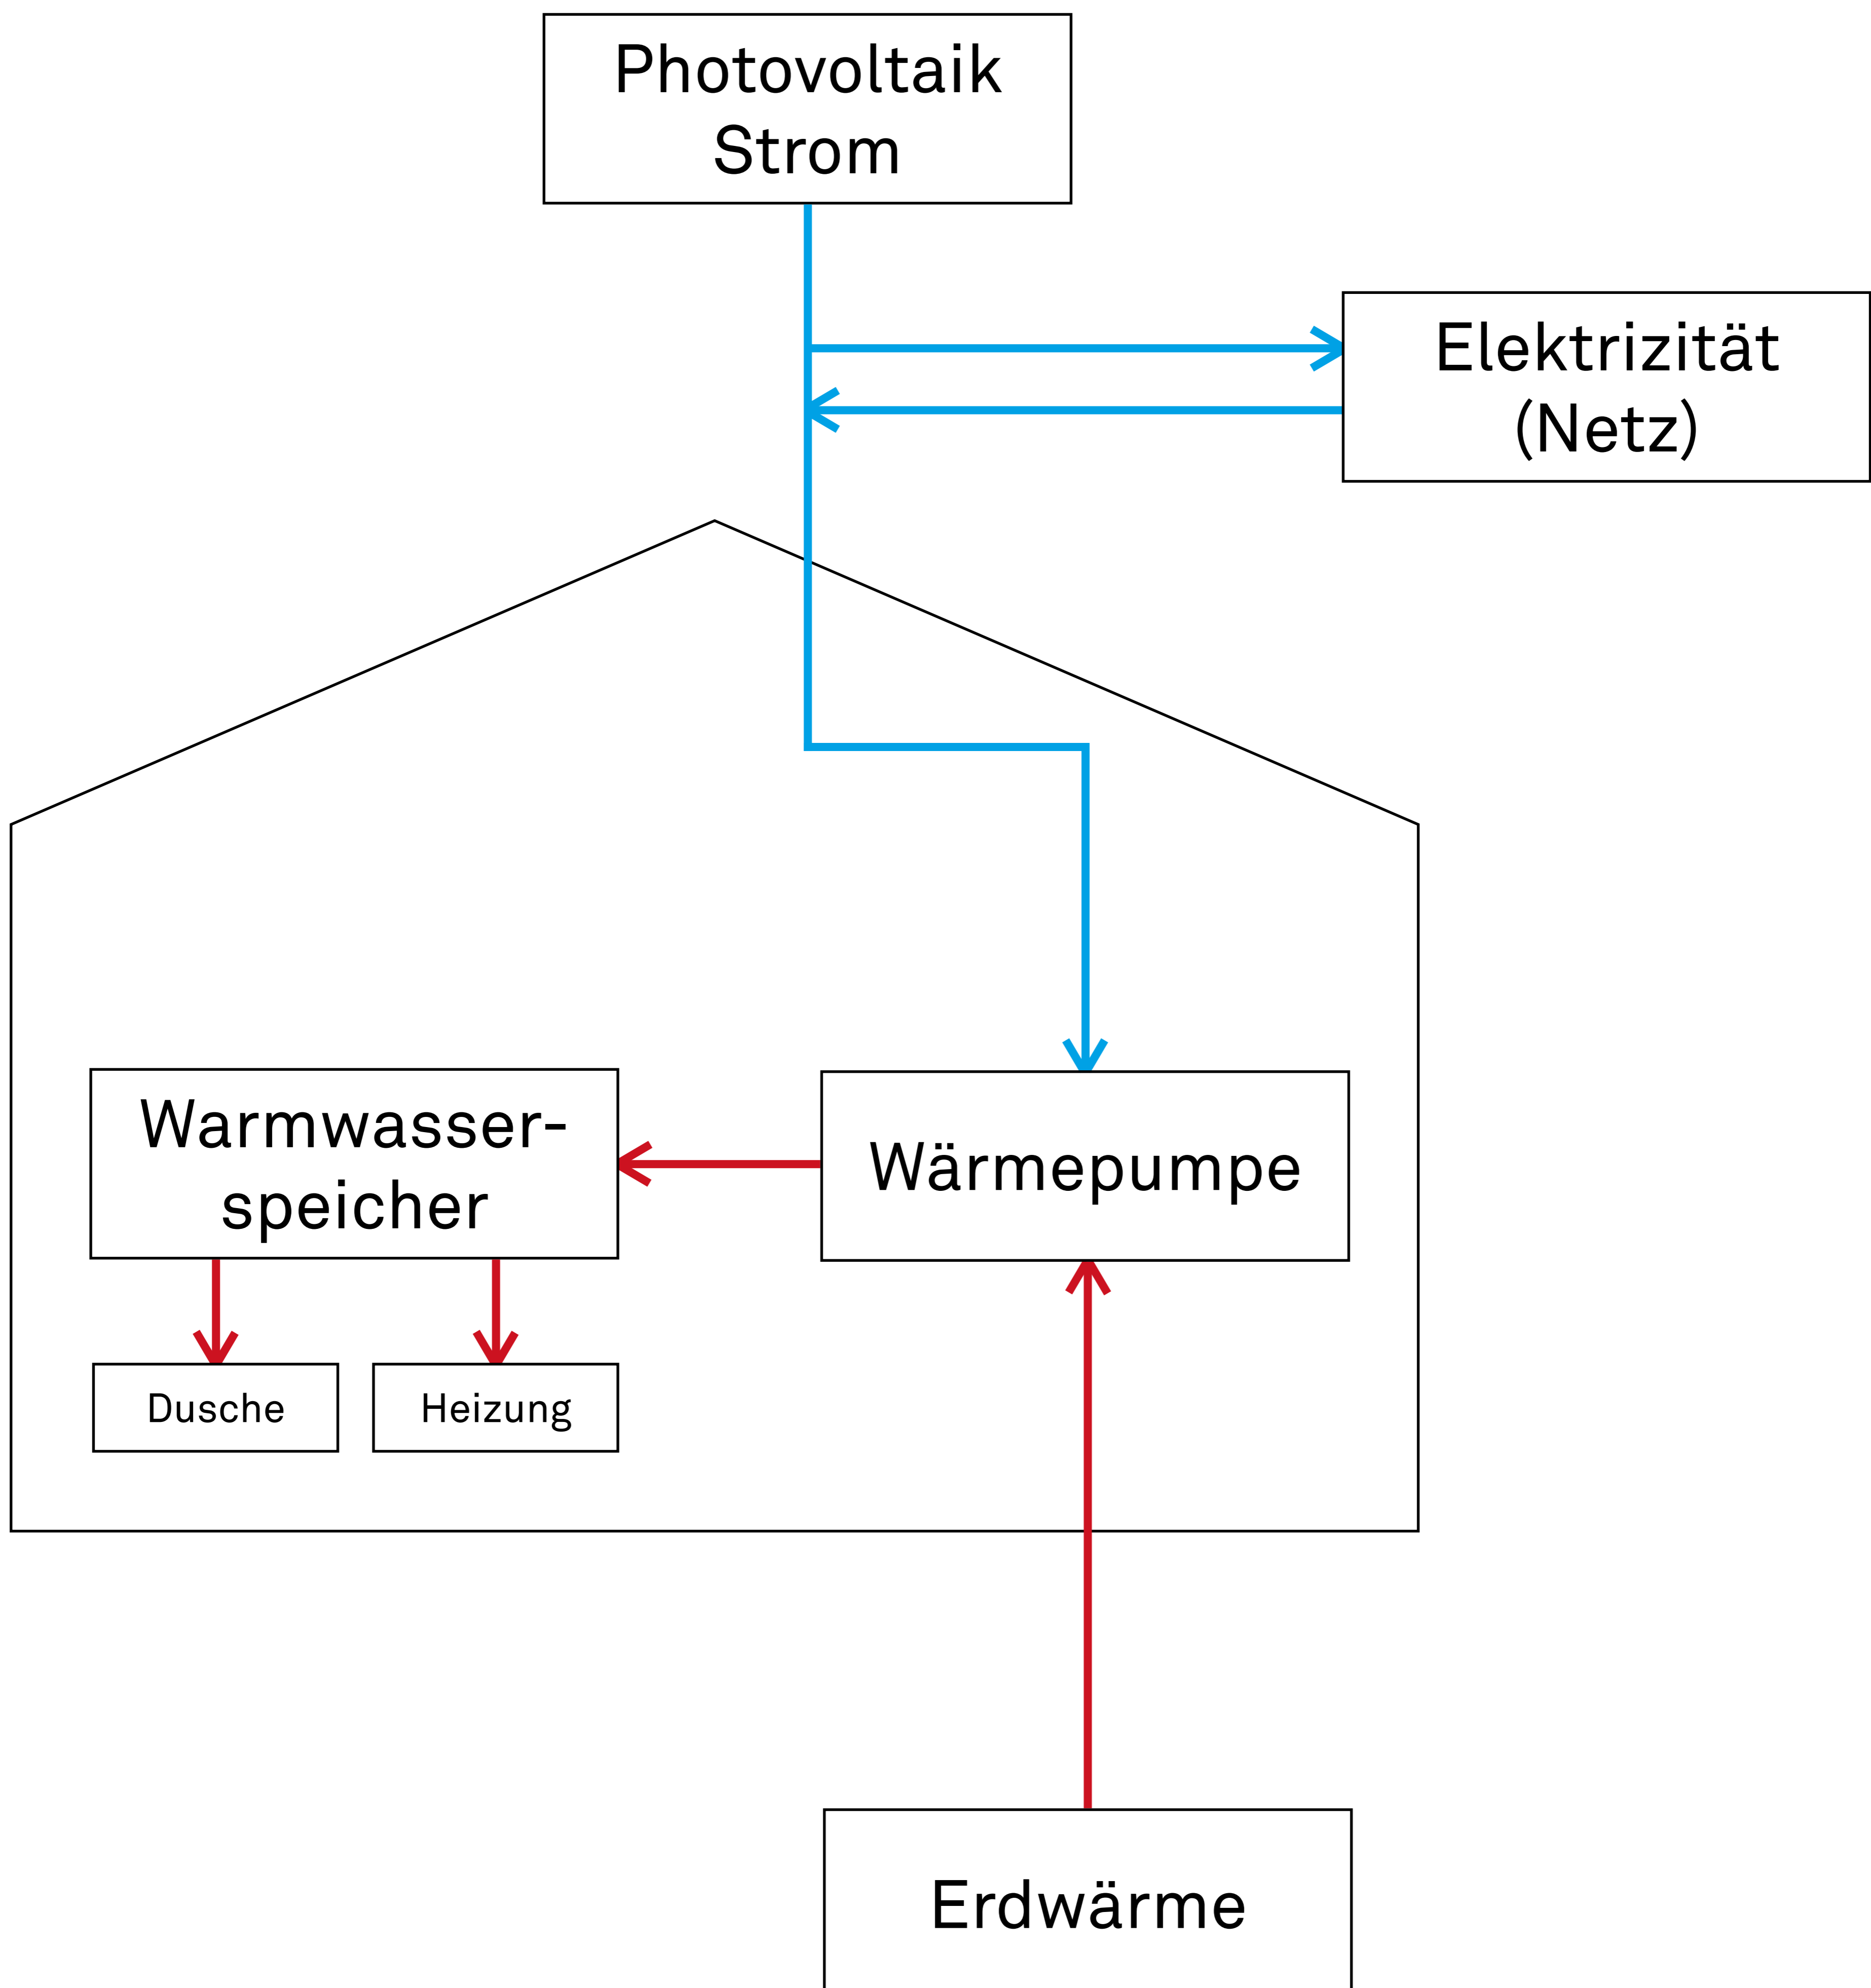 Photovoltaik
Strom
Elektrizität
(Netz)
Warmwasser-
speicher
Wärmepumpe
Dusche
Heizung
Erdwärme